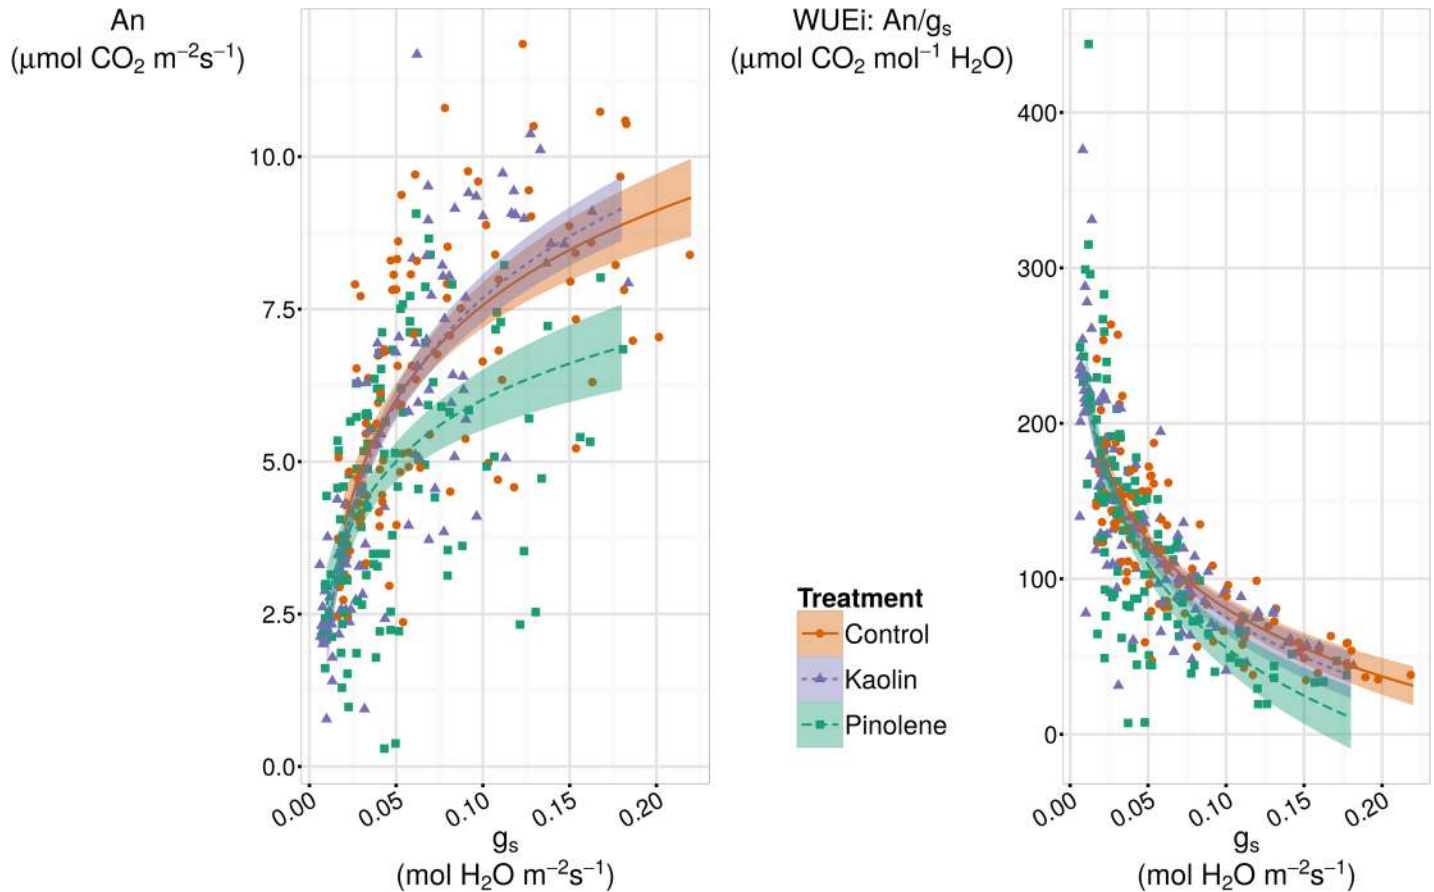 An
(μmol CO₂ m⁻²s⁻¹)
10.0
7.5
5.0
2.5
0.0
0.00
0.05
0.10
0.15
0.20
gₛ
(mol H₂O m⁻²s⁻¹)
WUEi: An/gₛ
(μmol CO₂ mol⁻¹ H₂O)
Treatment
Control
Kaolin
Pinolene
400
300
200
100
0
0.00
0.05
0.10
0.15
0.20
gₛ
(mol H₂O m⁻²s⁻¹)